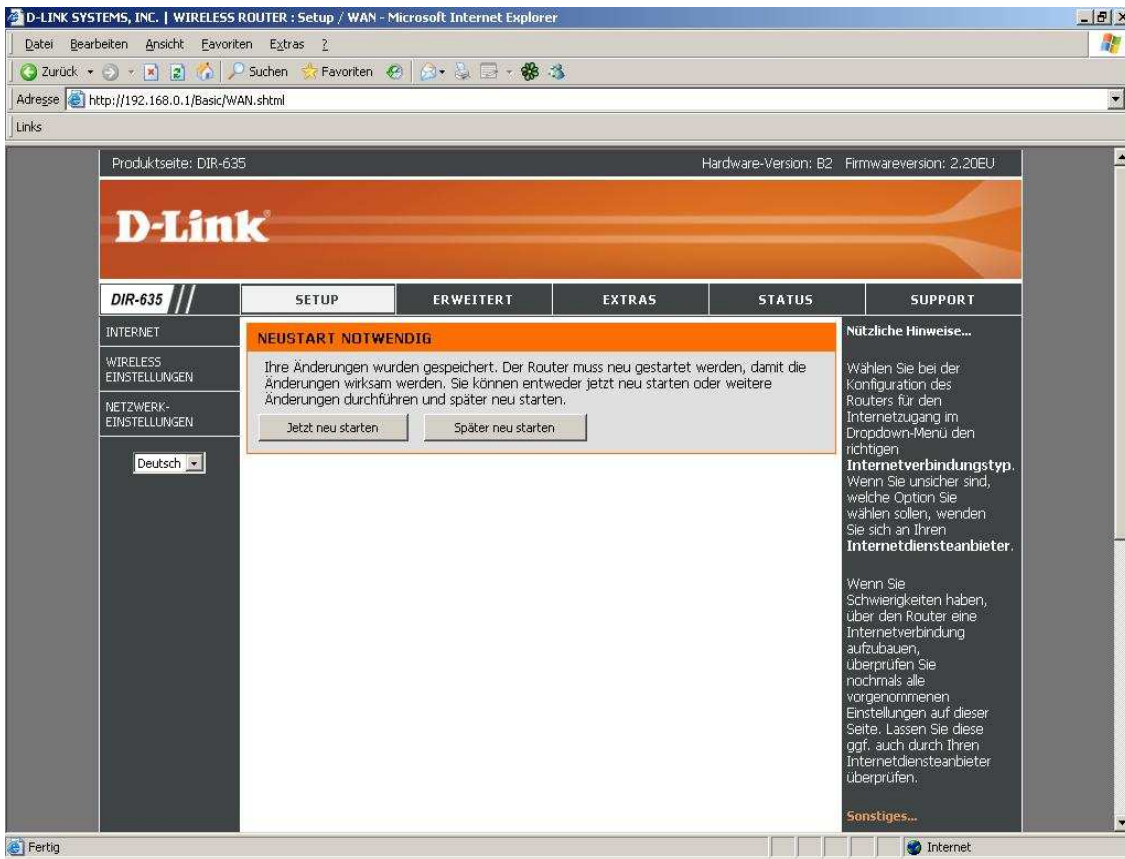 D-LINK SYSTEMS, INC. | WIRELESS ROUTER : Setup / WAN - Microsoft Internet Explorer
Datei Bearbeiten Ansicht Favoriten Extras ?
Zurück Suchen Favoriten
Adresse http://192.168.0.1/Basic/WAN.shtml
Links
Produktseite: DIR-635 Hardware-Version: B2 Firmwareversion: 2.20EU
D-Link®
DIR-635 SETUP ERWEITERT EXTRAS STATUS SUPPORT
INTERNET
WIRELESS
EINSTELLUNGEN
NETZWERK-
EINSTELLUNGEN
Deutsch
NEUSTART NOTWENDIG
Ihre Änderungen wurden gespeichert. Der Router muss neu gestartet werden, damit die
Änderungen wirksam werden. Sie können entweder jetzt neu starten oder weitere
Änderungen durchführen und später neu starten.
Jetzt neu starten Später neu starten
Nützliche Hinweise...
Wählen Sie bei der
Konfiguration des
Routers für den
Internetzugang im
Dropdown-Menü den
richtigen
Internetverbindungstyp.
Wenn Sie unsicher sind,
welche Option Sie
wählen sollen, wenden
Sie sich an Ihren
Internetdiensteanbieter.
Wenn Sie
Schwierigkeiten haben,
über den Router eine
Internetverbindung
aufzubauen,
überprüfen Sie
nochmals alle
vorgenommenen
Einstellungen auf dieser
Seite. Lassen Sie diese
ggf. auch durch Ihren
Internetdiensteanbieter
überprüfen.
Sonstiges...
Fertig Internet